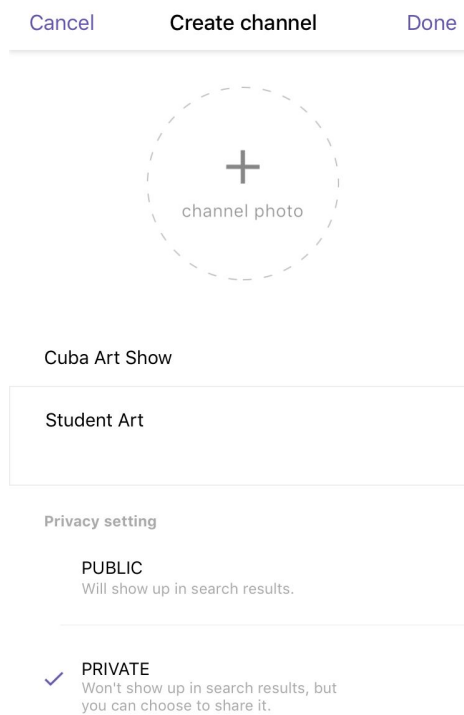 Cancel Create channel Done
+
channel photo
Cuba Art Show
Student Art
Privacy setting
PUBLIC
Will show up in search results.
PRIVATE
Won't show up in search results, but
you can choose to share it.